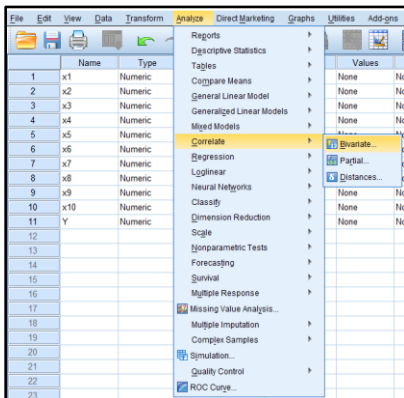 File Edit View Data Transform Analyze Direct Marketing Graphs Utilities Add-ons
Reports
Descriptive Statistics
Tables
Compare Means
General Linear Model
Generalized Linear Models
Mixed Models
Correlate
Regression
Loglinear
Neural Networks
Classify
Dimension Reduction
Scale
Nonparametric Tests
Forecasting
Survival
Multiple Response
Missing Value Analysis...
Multiple Imputation
Complex Samples
Simulation...
Quality Control
ROC Curve...
Bivariate...
Partial...
Distances...
Name Type Values
1 x1 Numeric None
2 x2 Numeric None
3 x3 Numeric None
4 x4 Numeric None
5 x5 Numeric None
6 x6 Numeric
7 x7 Numeric
8 x8 Numeric
9 x9 Numeric None
10 x10 Numeric None
11 Y Numeric None
12
13
14
15
16
17
18
19
20
21
22
23